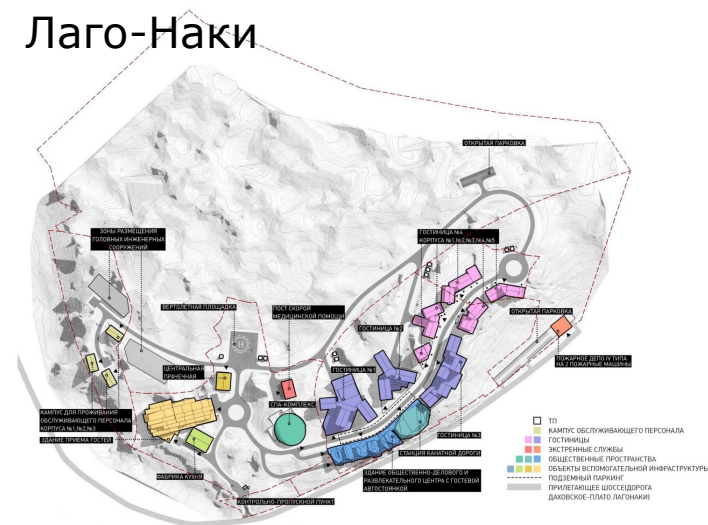 Лаго-Наки
ОТКРЫТАЯ ПАРКОВКА
ЗОНЫ РАЗМЕЩЕНИЯ
ГОЛОВНЫХ ИНЖЕНЕРНЫХ
СООРУЖЕНИЙ
ГОСТИНИЦА №4
КОРПУСА №1,№2,№3,№4,№5
ВЕРТОЛЕТНАЯ ПЛОЩАДКА
ПОСТ СКОРОЙ
МЕДИЦИНСКОЙ ПОМОЩИ
ОТКРЫТАЯ ПАРКОВКА
ГОСТИНИЦА №2
H
ПОЖАРНОЕ ДЕПО IV ТИПА
НА 2 ПОЖАРНЫЕ МАШИНЫ
ЦЕНТРАЛЬНАЯ
ПРАЧЕЧНАЯ
ГОСТИНИЦА №1
СПА-КОМПЛЕКС
КАМПУС ДЛЯ ПРОЖИВАНИЯ
ОБСЛУЖИВАЮЩЕГО ПЕРСОНАЛА
КОРПУСА №1,№2,№3
ЗДАНИЕ ПРИЕМА ГОСТЕЙ
ГОСТИНИЦА №3
СТАНЦИЯ КАНАТНОЙ ДОРОГИ
ФАБРИКА КУХНЯ
ЗДАНИЕ ОБЩЕСТВЕННО-ДЕЛОВОГО И
РАЗВЛЕКАТЕЛЬНОГО ЦЕНТРА С ГОСТЕВОЙ
АВТОСТОЯНКОЙ
КОНТРОЛЬНО-ПРОПУСКНОЙ ПУНКТ
ТП
КАМПУС ОБСЛУЖИВАЮЩЕГО ПЕРСОНАЛА
ГОСТИНИЦЫ
ЭКСТРЕННЫЕ СЛУЖБЫ
ОБЩЕСТВЕННЫЕ ПРОСТРАНСТВА
ОБЪЕКТЫ ВСПОМОГАТЕЛЬНОЙ ИНФРАСТРУКТУРЫ
ПОДЗЕМНЫЙ ПАРКИНГ
ПРИЛЕГАЮЩЕЕ ШОССЕ(ДОРОГА
ДАХОВСКОЕ-ПЛАТО ЛАГОНАКИ)